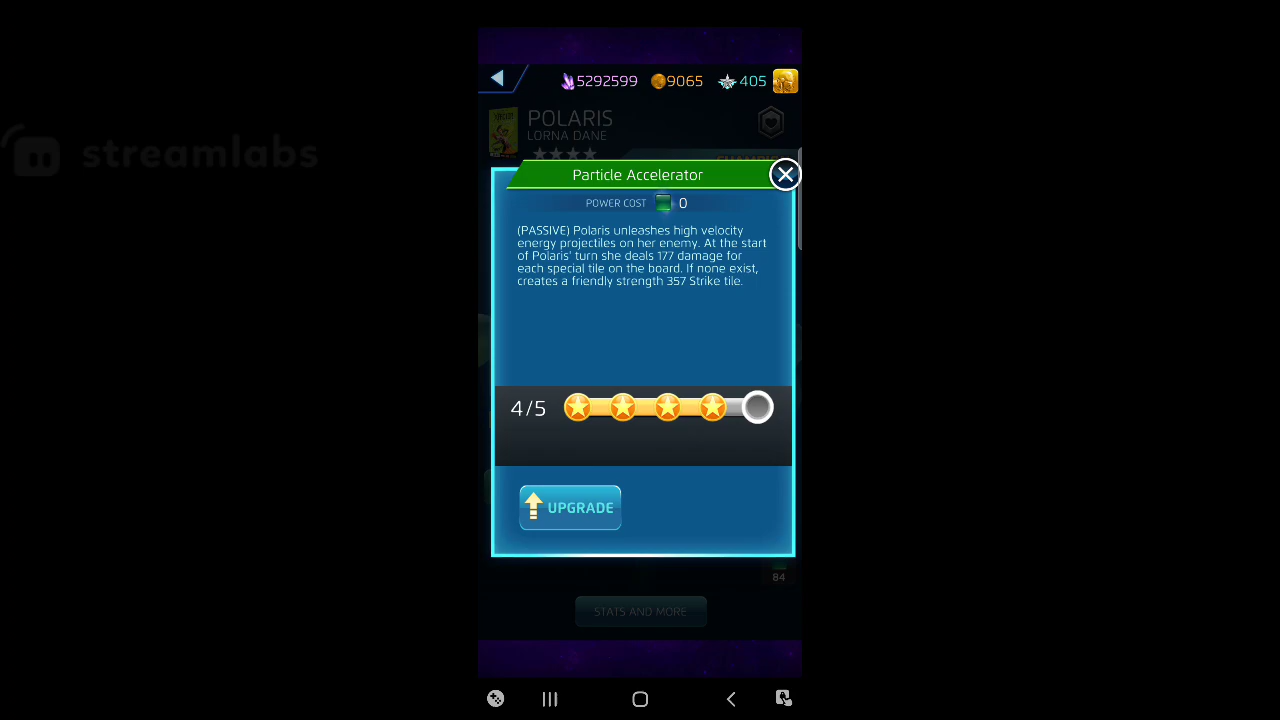 5292599 9065 405
streamlabs
POLARIS
LORNA DANE
Particle Accelerator
POWER COST 0
(PASSIVE) Polaris unleashes high velocity
energy projectiles on her enemy. At the start
of Polaris' turn she deals 177 damage for
each special tile on the board. If none exist,
creates a friendly strength 357 Strike tile.
4/5
UPGRADE
84
STATS AND MORE